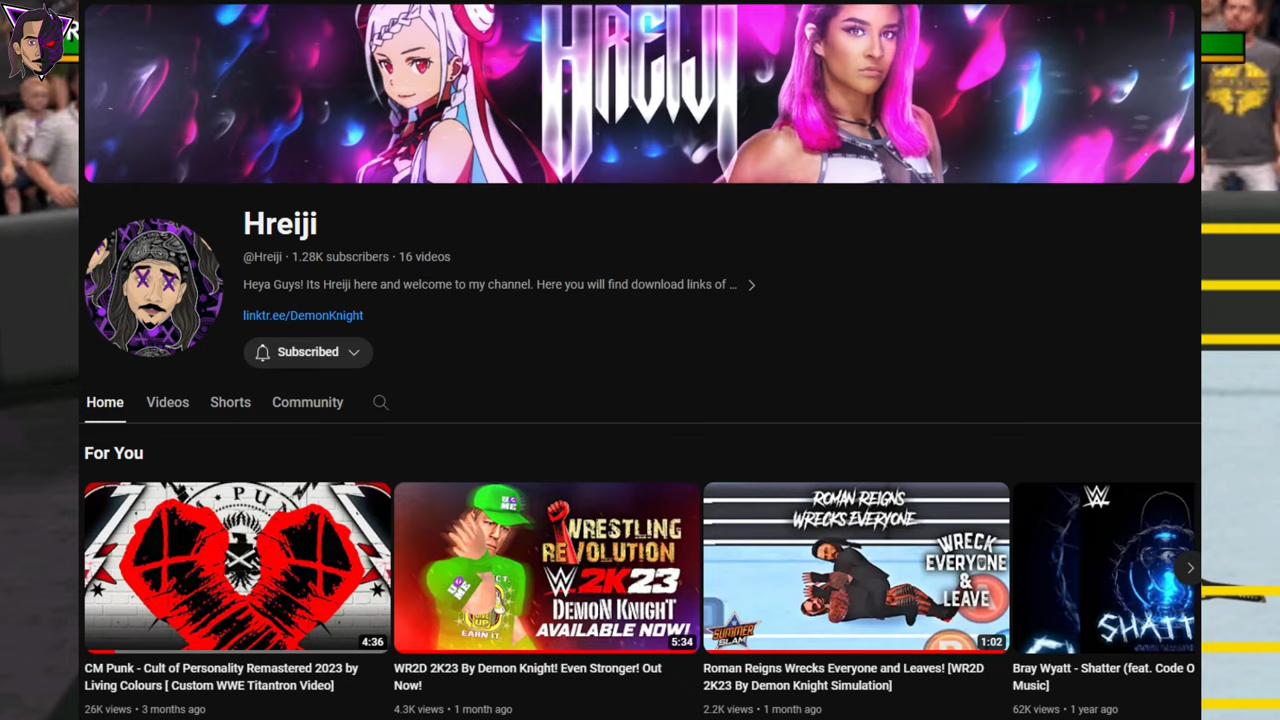 HREIJI
Hreiji
@Hreiji · 1.28K subscribers · 16 videos
Heya Guys! Its Hreiji here and welcome to my channel. Here you will find download links of ...
linktr.ee/DemonKnight
Subscribed
Home Videos Shorts Community
For You
PU
4:36
CM Punk - Cult of Personality Remastered 2023 by
Living Colours [ Custom WWE Titantron Video]
26K views · 3 months ago
WRESTLING
REVOLUTION
W 2K23
DEMON KNIGHT
AVAILABLE NOW!
EARN IT
5:34
WR2D 2K23 By Demon Knight! Even Stronger! Out
Now!
4.3K views · 1 month ago
ROMAN REIGNS
WRECKS EVERYONE
WRECK
EVERYONE
&
LEAVE
SUMMER
SLAM
1:02
Roman Reigns Wrecks Everyone and Leaves! [WR2D
2K23 By Demon Knight Simulation]
2.2K views · 1 month ago
W
SHATT
Bray Wyatt - Shatter (feat. Code O
Music]
62K views · 1 year ago